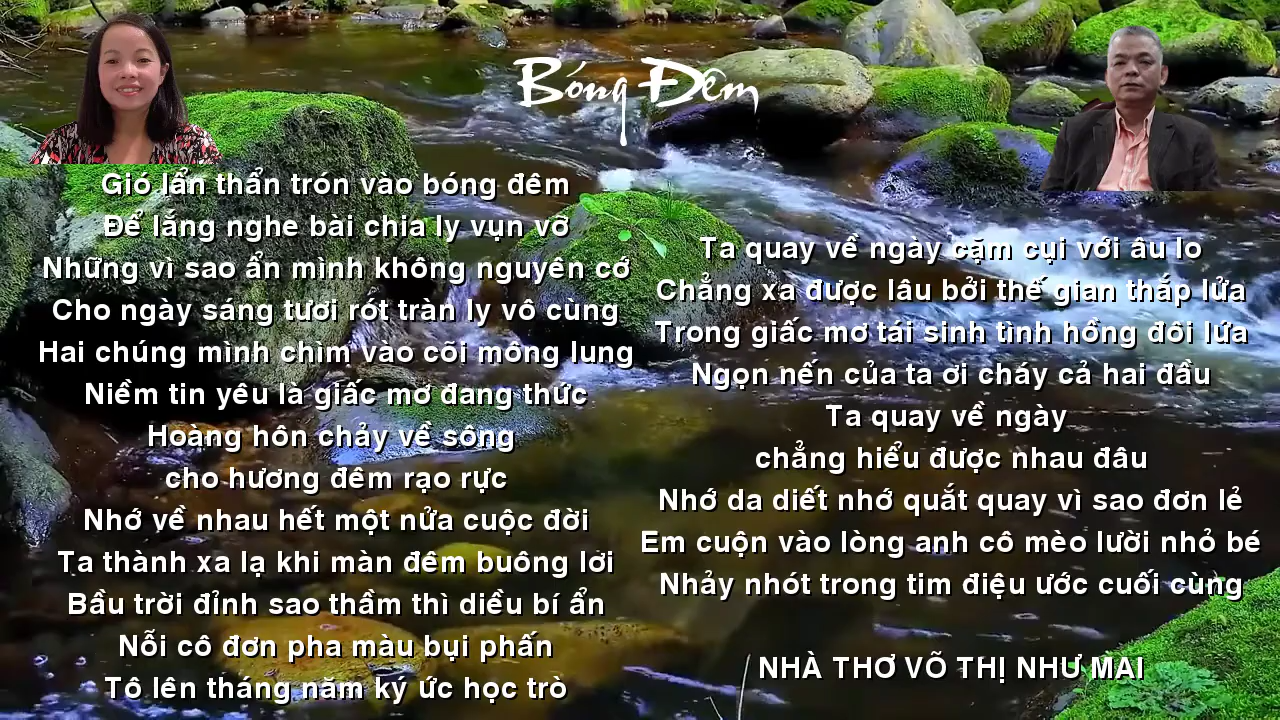 Bóng Đêm
Gió lẩn thẩn trón vào bóng đêm
Để lắng nghe bài chia ly vụn vỡ
Những vì sao ẩn mình không nguyên cớ
Cho ngày sáng tươi rót tràn ly vô cùng
Hai chúng mình chìm vào cõi mông lung
Niềm tin yêu là giấc mơ đang thức
Hoàng hôn chảy về sông
cho hương đêm rạo rực
Nhớ về nhau hết một nửa cuộc đời
Ta thành xa lạ khi màn đêm buông lơi
Bầu trời đỉnh sao thầm thì diều bí ẩn
Nỗi cô đơn pha màu bụi phấn
Tô lên tháng năm ký ức học trò
Ta quay về ngày cặm cụi với âu lo
Chẳng xa được lâu bởi thế gian thắp lửa
Trong giấc mơ tái sinh tình hồng đôi lứa
Ngọn nến của ta ơi cháy cả hai đầu
Ta quay về ngày
chẳng hiểu được nhau đâu
Nhớ da diết nhớ quắt quay vì sao đơn lẻ
Em cuộn vào lòng anh cô mèo lười nhỏ bé
Nhảy nhót trong tim điệu ước cuối cùng
NHÀ THƠ VÕ THỊ NHƯ MAI